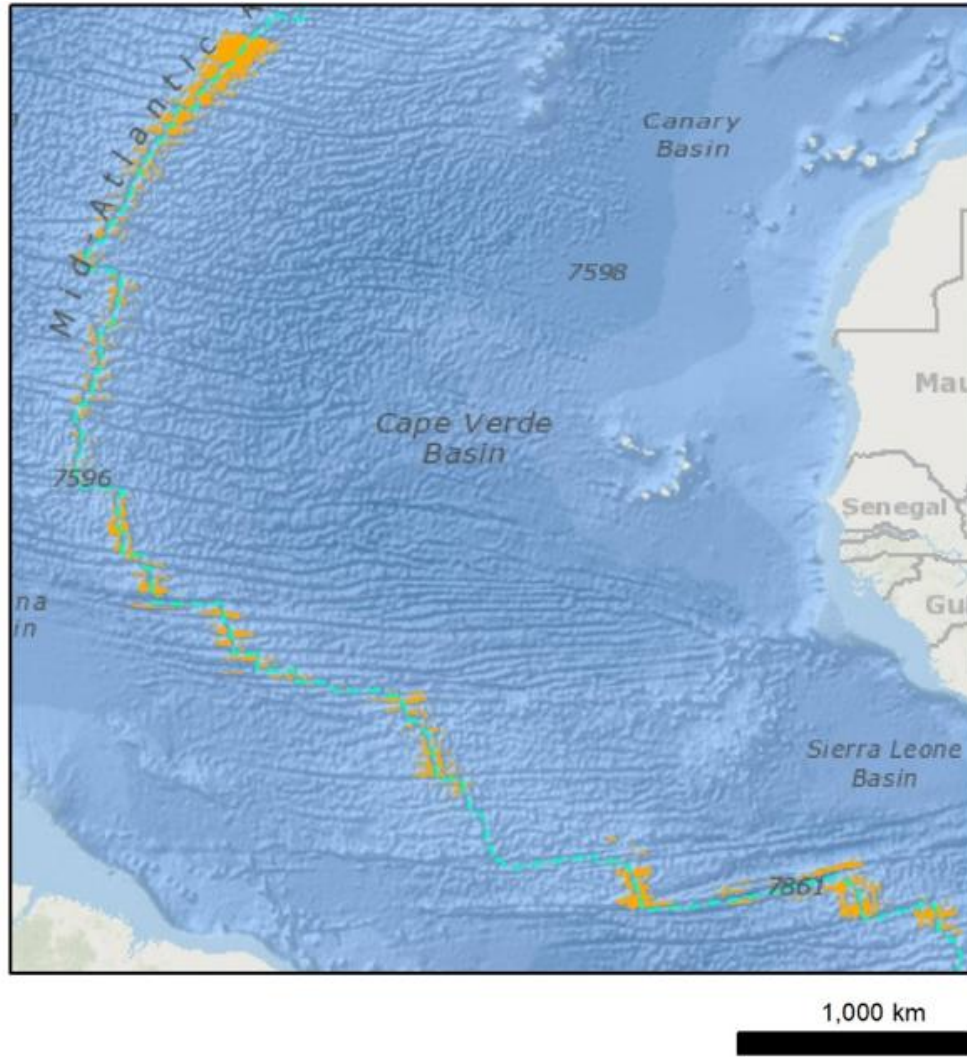 Mid-Atlantic
Canary
Basin
7598
Cape Verde
Basin
7596
Mau
Senegal
na
in
Gu
Sierra Leone
Basin
7861
1,000 km